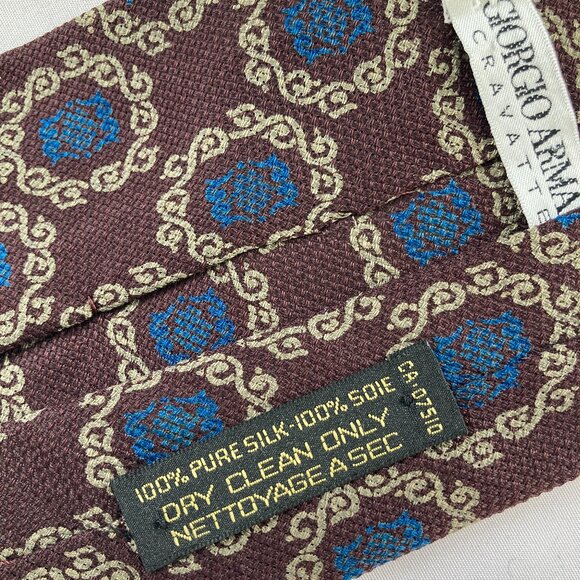 GIORGIO ARMA
CRAVATTE
100% PURE SILK-100% SOIE
DRY CLEAN ONLY
NETTOYAGE A SEC
CA.07510